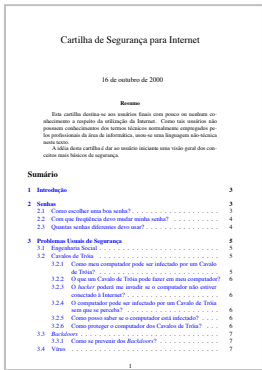 Cartilha de Segurança para Internet
16 de outubro de 2000
Resumo
Esta cartilha destina-se aos usuários finais com pouco ou nenhum co-
nhecimento a respeito da utilização da Internet. Como tais usuários não
possuem conhecimentos dos termos técnicos normalmente empregados pe-
los profissionais da área de informática, usou-se uma linguagem não-técnica
neste texto.
A idéia desta cartilha é dar ao usuário iniciante uma visão geral dos con-
ceitos mais básicos de segurança.
Sumário
1 Introdução 3
2 Senhas 3
2.1 Como escolher uma boa senha? . . . . . . . . . . . . . . . . . 3
2.2 Com que freqüência devo mudar minha senha? . . . . . . . . 4
2.3 Quantas senhas diferentes devo usar? . . . . . . . . . . . . . . 4
3 Problemas Usuais de Segurança 5
3.1 Engenharia Social . . . . . . . . . . . . . . . . . . . . . . . . 5
3.2 Cavalos de Tróia . . . . . . . . . . . . . . . . . . . . . . . . . 5
3.2.1 Como meu computador pode ser infectado por um Cavalo
de Tróia? . . . . . . . . . . . . . . . . . . . . . . . . 5
3.2.2 O que um Cavalo de Tróia pode fazer em meu computador? 6
3.2.3 O hacker poderá me invadir se o computador não estiver
conectado à Internet? . . . . . . . . . . . . . . . . . . 6
3.2.4 O computador pode ser infectado por um Cavalo de Tróia
sem que se perceba? . . . . . . . . . . . . . . . . . . . 6
3.2.5 Como posso saber se o computador está infectado? . . 6
3.2.6 Como proteger o computador dos Cavalos de Tróia? . . . 6
3.3 Backdoors . . . . . . . . . . . . . . . . . . . . . . . . . . . . 7
3.3.1 Como se prevenir dos Backdoors? . . . . . . . . . . . . 7
3.4 Vírus . . . . . . . . . . . . . . . . . . . . . . . . . . . . . . . 7
1